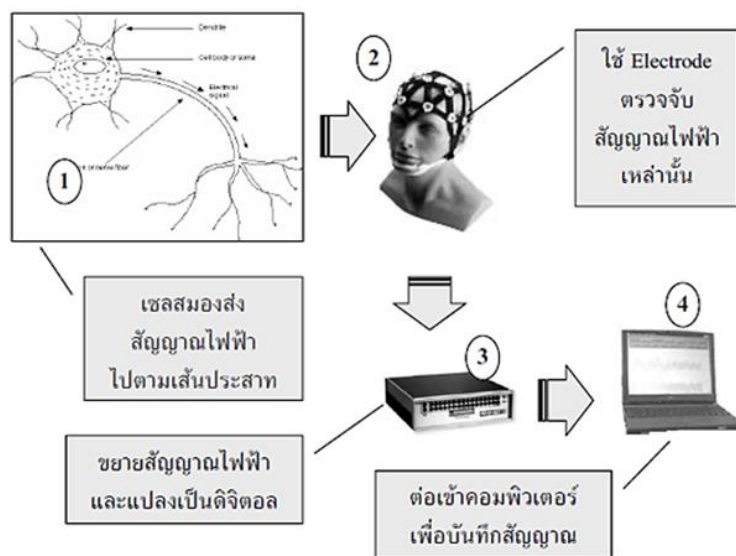 Dendrite
Cell body or soma
Electrical
signal
or nerve fiber
1
2
ใช้ Electrode
ตรวจจับ
สัญญาณไฟฟ้า
เหล่านั้น
เซลสมองส่ง
สัญญาณไฟฟ้า
ไปตามเส้นประสาท
3
4
ขยายสัญญาณไฟฟ้า
และแปลงเป็นดิจิตอล
ต่อเข้าคอมพิวเตอร์
เพื่อบันทึกสัญญาณ